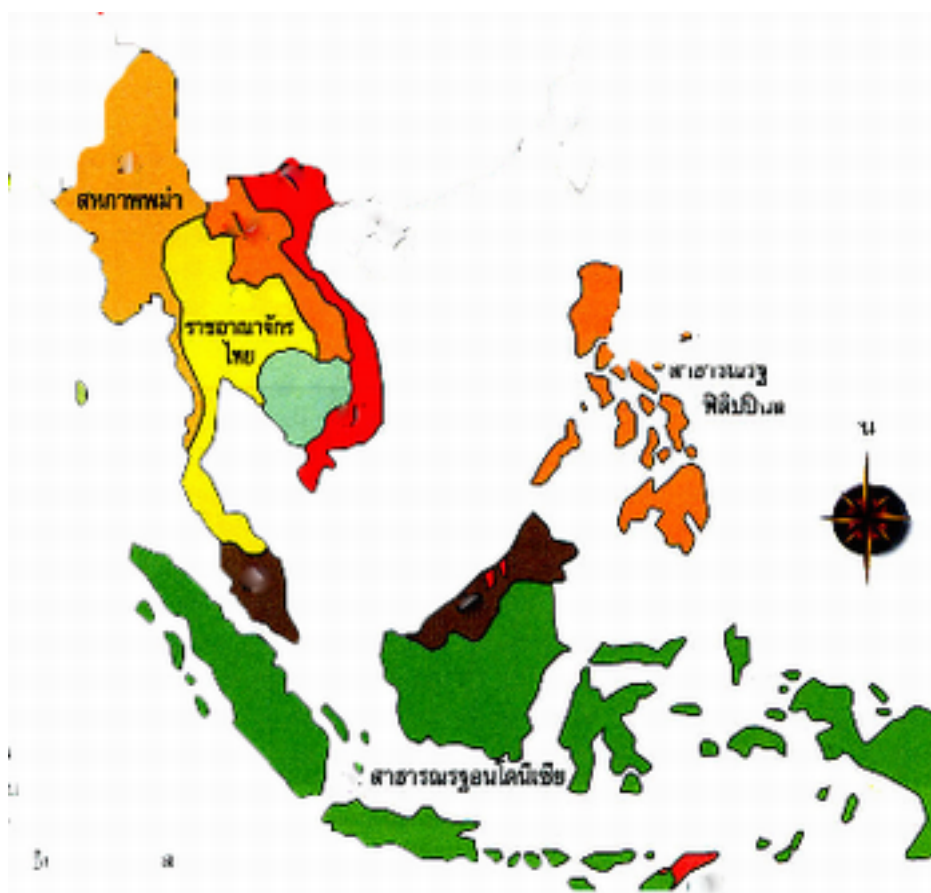 สหภาพพม่า
ราชอาณาจักร
ไทย
สาธารณรฐ
ฟิลิปปินส
น
สาธารณรฐอนโดนีเซีย